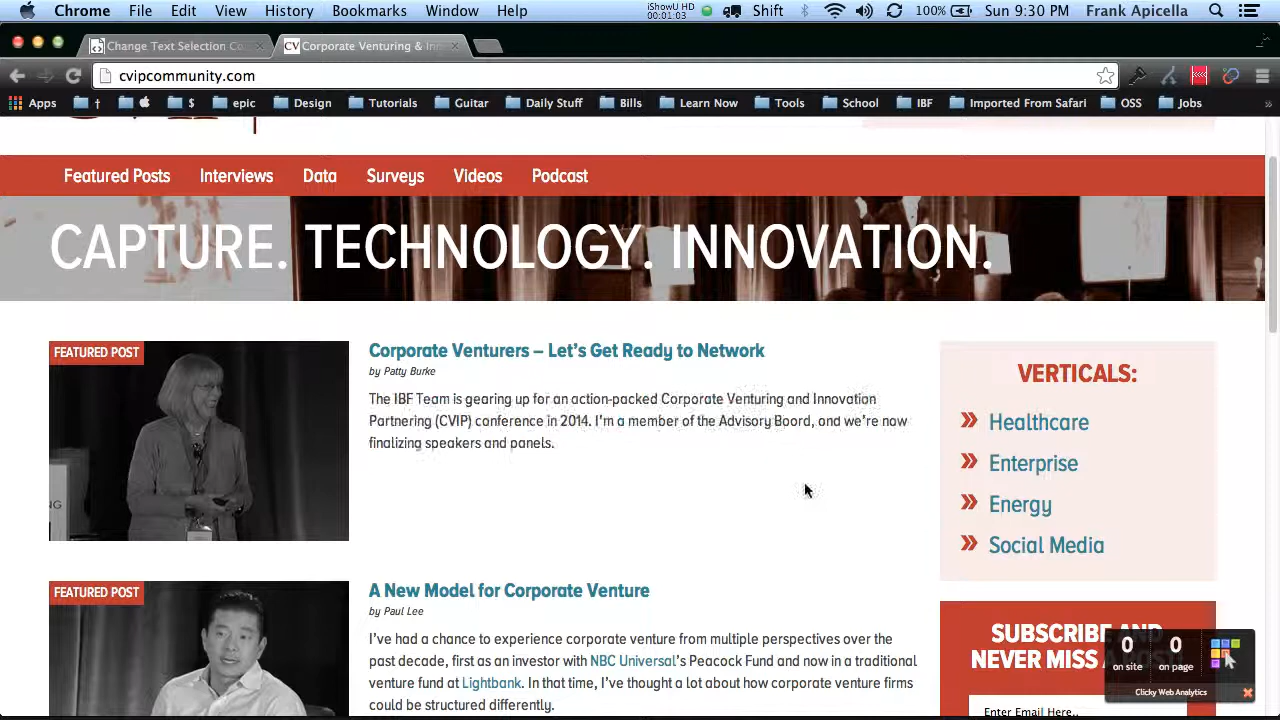 Chrome File Edit View History Bookmarks Window Help iShowU HD 00:01:03 Shift 100% Sun 9:30 PM Frank Apicella
Change Text Selection Co
CV Corporate Venturing & Inn
cvipcommunity.com
Apps † $ epic Design Tutorials Guitar Daily Stuff Bills Learn Now Tools School IBF Imported From Safari OSS Jobs »
Featured Posts Interviews Data Surveys Videos Podcast
CAPTURE. TECHNOLOGY. INNOVATION.
FEATURED POST
Corporate Venturers – Let’s Get Ready to Network
by Patty Burke
The IBF Team is gearing up for an action-packed Corporate Venturing and Innovation
Partnering (CVIP) conference in 2014. I’m a member of the Advisory Board, and we’re now
finalizing speakers and panels.
FEATURED POST
A New Model for Corporate Venture
by Paul Lee
I’ve had a chance to experience corporate venture from multiple perspectives over the
past decade, first as an investor with NBC Universal’s Peacock Fund and now in a traditional
venture fund at Lightbank. In that time, I’ve thought a lot about how corporate venture firms
could be structured differently.
VERTICALS:
Healthcare
Enterprise
Energy
Social Media
SUBSCRIBE AND
NEVER MISS A
Enter Email Here..
0 0
on site on page
Clicky Web Analytics